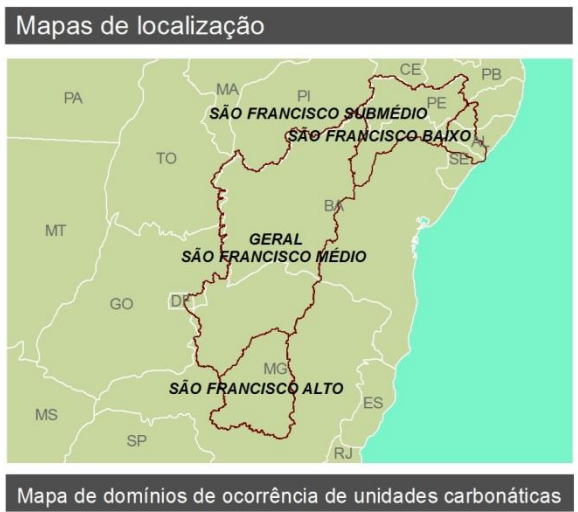 Mapas de localização
CE
PB
MA
PA
PI
PE
SÃO FRANCISCO SUBMÉDIO
SÃO FRANCISCO BAIXO
AL
TO
SE
BA
MT
GERAL
SÃO FRANCISCO MÉDIO
GO
DF
MG
SÃO FRANCISCO ALTO
ES
MS
SP
RJ
Mapa de domínios de ocorrência de unidades carbonáticas